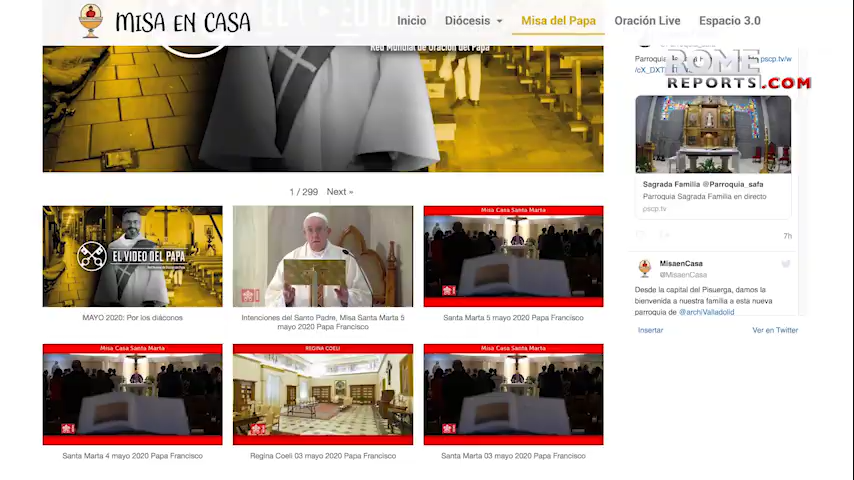 MISA EN CASA
Inicio
Diócesis
Misa del Papa
Oración Live
Espacio 3.0
Red Mundial de Oración del Papa
ROME
REPORTS.COM
Parroquia
pscp.tv/w
Sagrada Familia @Parroquia_safa
Parroquia Sagrada Familia en directo
pscp.tv
7h
MisaenCasa
@MisaenCasa
Desde la capital del Pisuerga, damos la
bienvenida a nuestra familia a esta nueva
parroquia de @archiValladolid
Insertar
Ver en Twitter
1 / 299 Next »
EL VIDEO DEL PAPA
MAYO 2020: Por los diáconos
Intenciones del Santo Padre, Misa Santa Marta 5
mayo 2020 Papa Francisco
Misa Casa Santa Marta
Santa Marta 5 mayo 2020 Papa Francisco
Misa Casa Santa Marta
Santa Marta 4 mayo 2020 Papa Francisco
REGINA COELI
Regina Coeli 03 mayo 2020 Papa Francisco
Misa Casa Santa Marta
Santa Marta 03 mayo 2020 Papa Francisco